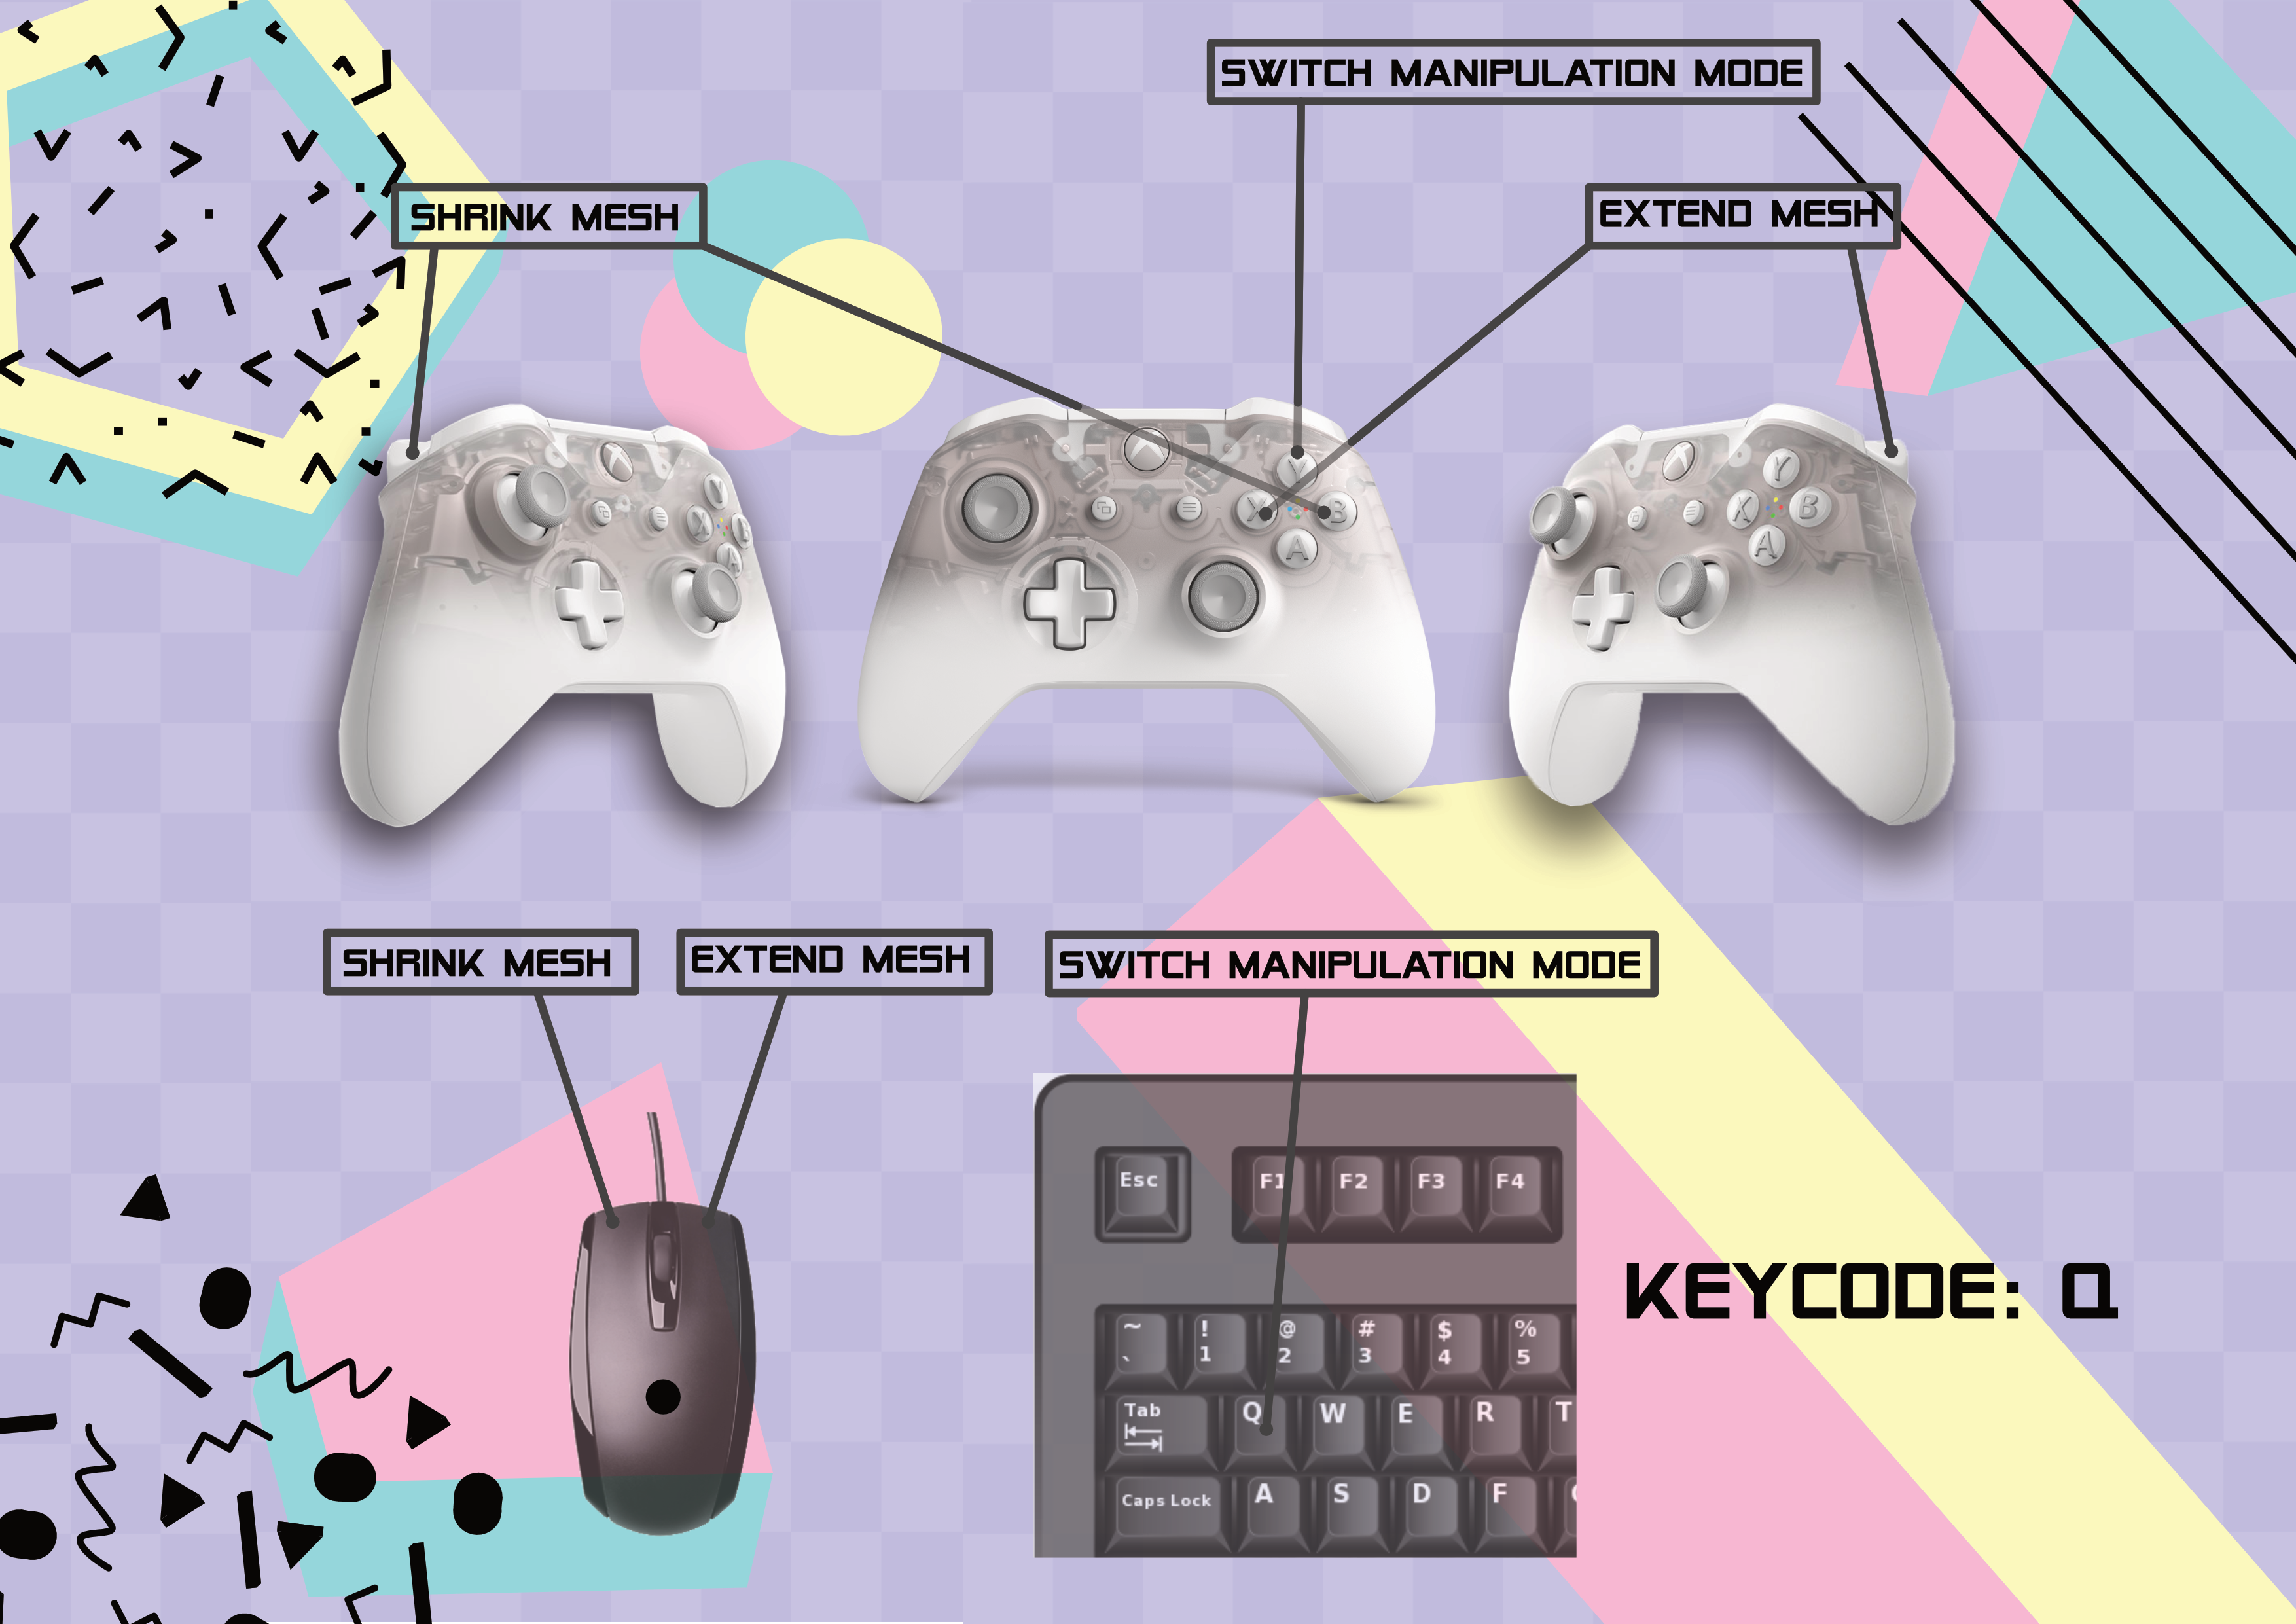 SWITCH MANIPULATION MODE
SHRINK MESH
EXTEND MESH
Y
X
B
A
Y
X
B
A
Y
X
B
A
SHRINK MESH
EXTEND MESH
SWITCH MANIPULATION MODE
Esc
F1
F2
F3
F4
KEYCODE: Q
~ ! @ # $ %
` 1 2 3 4 5
Tab
Q W E R T
Caps Lock
A S D F